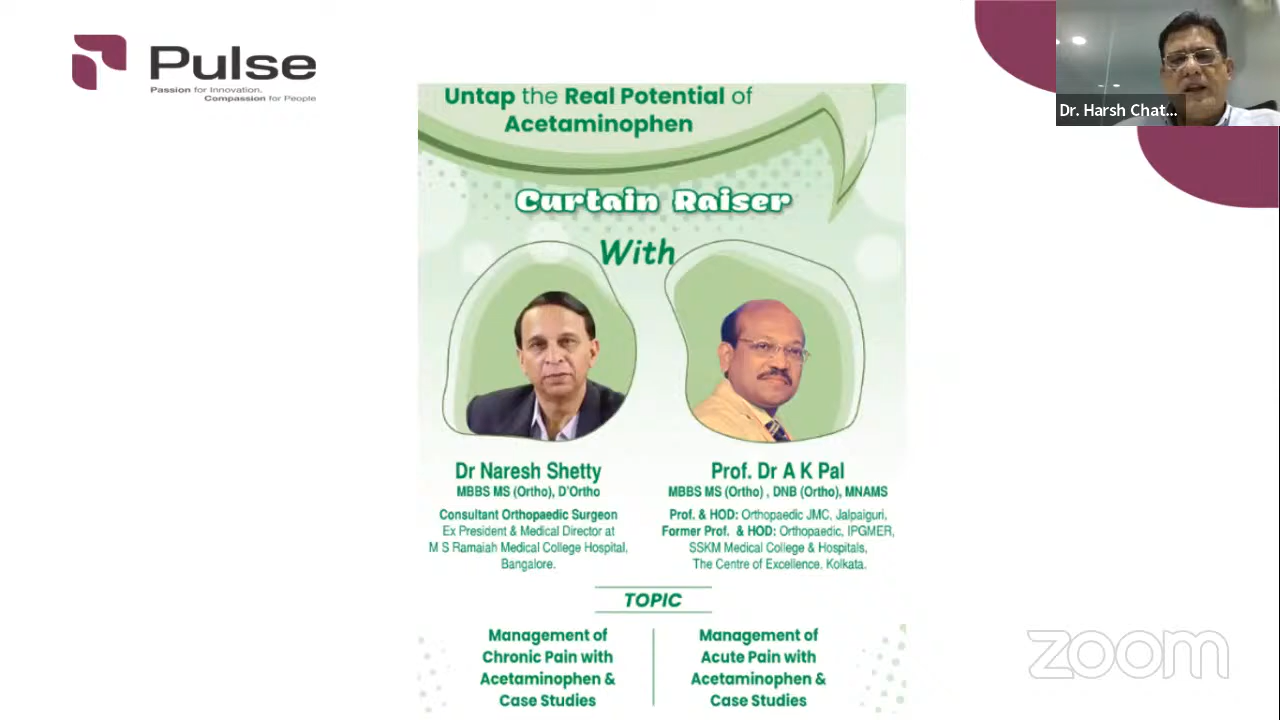 Pulse
Passion for Innovation.
Compassion for People
Dr. Harsh Chat...
Untap the Real Potential of
Acetaminophen
Curtain Raiser
With
Dr Naresh Shetty
MBBS MS (Ortho), D'Ortho
Consultant Orthopaedic Surgeon
Ex President & Medical Director at
M S Ramaiah Medical College Hospital,
Bangalore.
Prof. Dr A K Pal
MBBS MS (Ortho) , DNB (Ortho), MNAMS
Prof. & HOD: Orthopaedic JMC, Jalpaiguri,
Former Prof. & HOD: Orthopaedic, IPGMER,
SSKM Medical College & Hospitals,
The Centre of Excellence, Kolkata.
TOPIC
Management of
Chronic Pain with
Acetaminophen &
Case Studies
Management of
Acute Pain with
Acetaminophen &
Case Studies
zoom